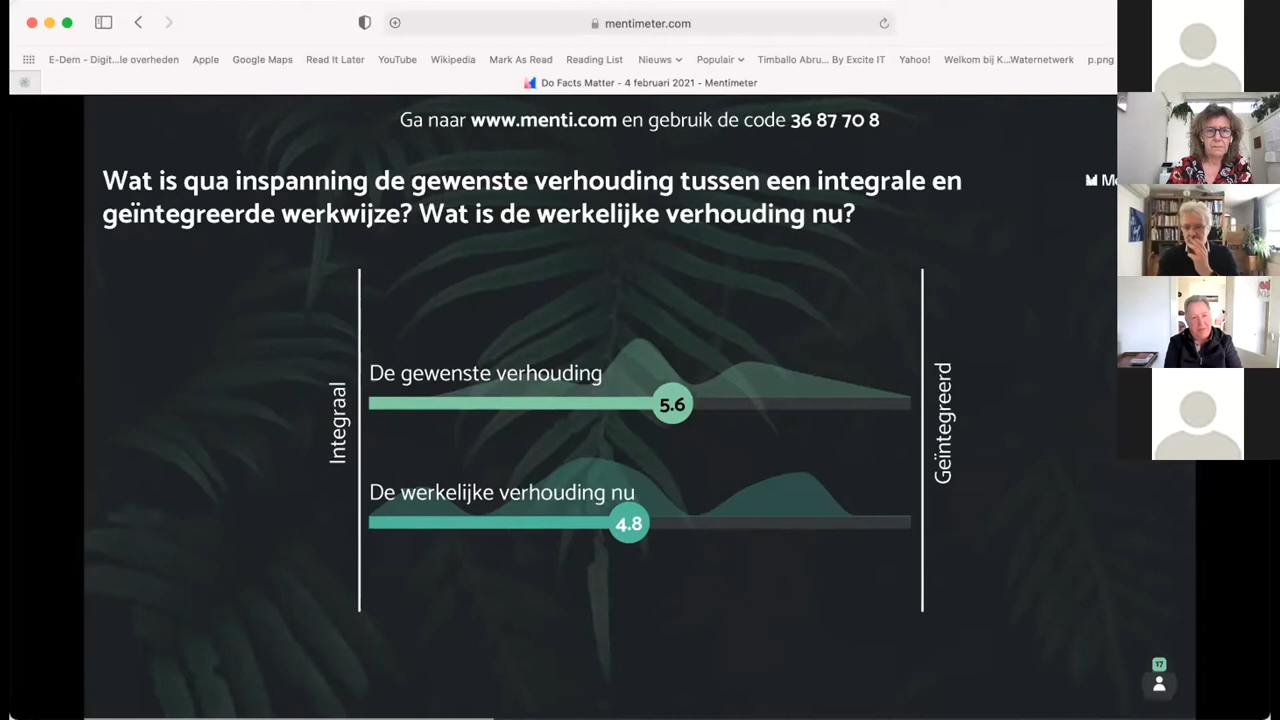 mentimeter.com
E-Dem - Digit...le overheden Apple Google Maps Read It Later YouTube Wikipedia Mark As Read Reading List Nieuws Populair Timballo Abru... By Excite IT Yahoo! Welkom bij K...Waternetwerk p.png
Do Facts Matter - 4 februari 2021 - Mentimeter
Ga naar www.menti.com en gebruik de code 36 87 70 8
Wat is qua inspanning de gewenste verhouding tussen een integrale en
geïntegreerde werkwijze? Wat is de werkelijke verhouding nu?
Integraal
De gewenste verhouding
5.6
De werkelijke verhouding nu
4.8
Geïntegreerd
17